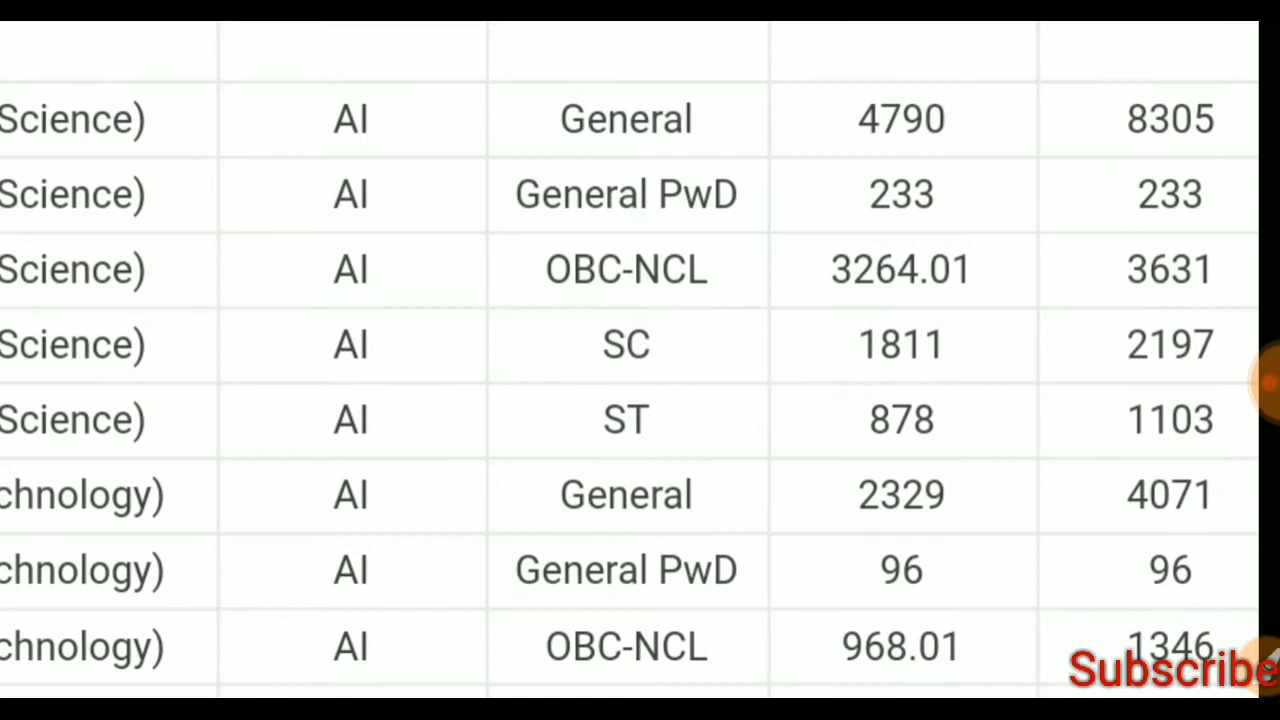 Science) AI General 4790 8305
Science) AI General PwD 233 233
Science) AI OBC-NCL 3264.01 3631
Science) AI SC 1811 2197
Science) AI ST 878 1103
chnology) AI General 2329 4071
chnology) AI General PwD 96 96
chnology) AI OBC-NCL 968.01 1346
Subscribe